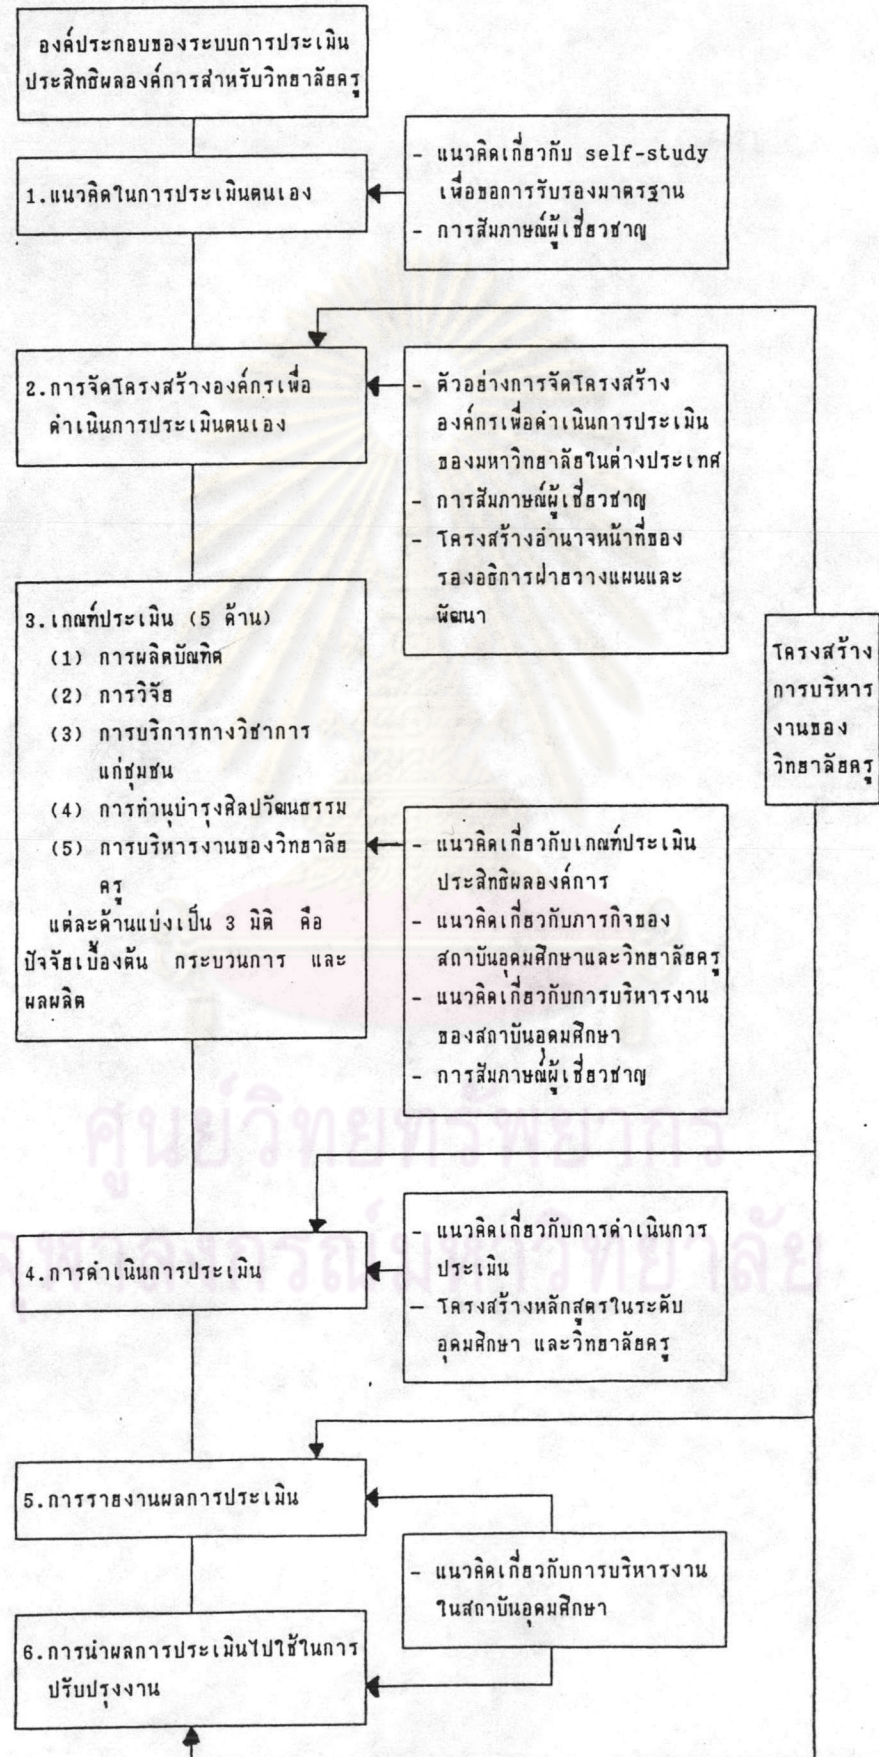 องค์ประกอบของระบบการประเมิน
ประสิทธิผลองค์การสำหรับวิทยาลัยครู
1.แนวคิดในการประเมินตนเอง
- แนวคิดเกี่ยวกับ self-study
เพื่อขอการรับรองมาตรฐาน
- การสัมภาษณ์ผู้เชี่ยวชาญ
2.การจัดโครงสร้างองค์กรเพื่อ
ดำเนินการประเมินตนเอง
- ตัวอย่างการจัดโครงสร้าง
องค์กรเพื่อดำเนินการประเมิน
ของมหาวิทยาลัยในต่างประเทศ
- การสัมภาษณ์ผู้เชี่ยวชาญ
- โครงสร้างอำนาจหน้าที่ของ
รองอธิการฝ่ายวางแผนและ
พัฒนา
3.เกณฑ์ประเมิน (5 ด้าน)
(1) การผลิตบัณฑิต
(2) การวิจัย
(3) การบริการทางวิชาการ
แก่ชุมชน
(4) การทำนุบำรุงศิลปวัฒนธรรม
(5) การบริหารงานของวิทยาลัย
ครู
แต่ละด้านแบ่งเป็น 3 มิติ คือ
ปัจจัยเบื้องต้น กระบวนการ และ
ผลผลิต
โครงสร้าง
การบริหาร
งานของ
วิทยาลัยครู
- แนวคิดเกี่ยวกับเกณฑ์ประเมิน
ประสิทธิผลองค์การ
- แนวคิดเกี่ยวกับภารกิจของ
สถาบันอุดมศึกษาและวิทยาลัยครู
- แนวคิดเกี่ยวกับการบริหารงาน
ของสถาบันอุดมศึกษา
- การสัมภาษณ์ผู้เชี่ยวชาญ
ศูนย์วิทยทรัพยากร
จุฬาลงกรณ์มหาวิทยาลัย
4.การดำเนินการประเมิน
- แนวคิดเกี่ยวกับการดำเนินการ
ประเมิน
- โครงสร้างหลักสูตรในระดับ
อุดมศึกษา และวิทยาลัยครู
5.การรายงานผลการประเมิน
- แนวคิดเกี่ยวกับการบริหารงาน
ในสถาบันอุดมศึกษา
6.การนำผลการประเมินไปใช้ในการ
ปรับปรุงงาน